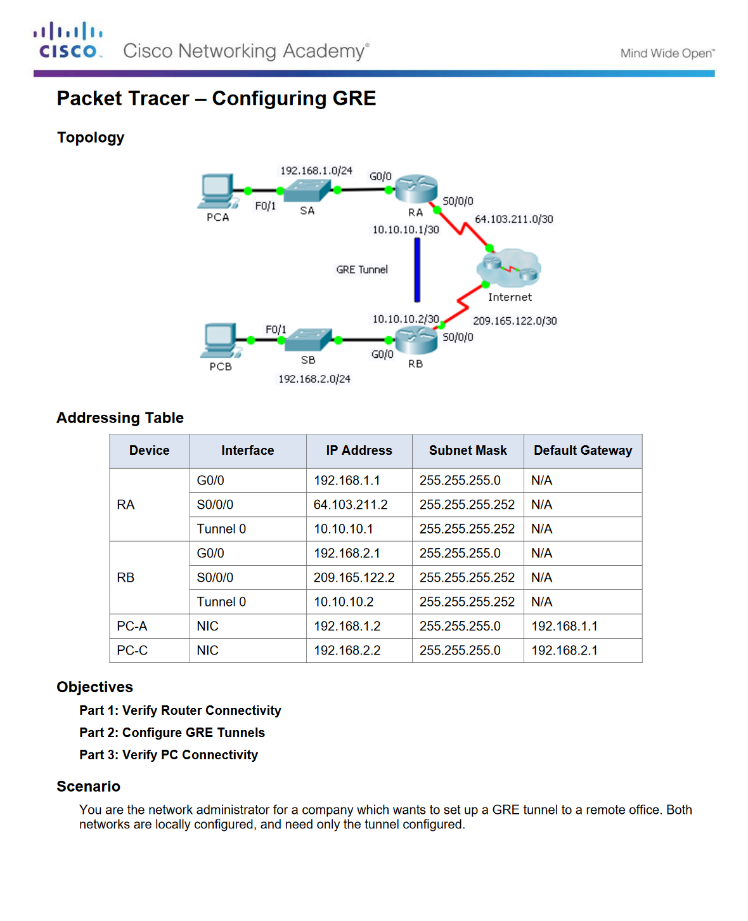 CISCO. Cisco Networking Academy® Mind Wide Open™
Packet Tracer – Configuring GRE
Topology
192.168.1.0/24
G0/0
F0/1
S0/0/0
PCA
SA
RA
64.103.211.0/30
10.10.10.1/30
GRE Tunnel
Internet
10.10.10.2/30
209.165.122.0/30
F0/1
S0/0/0
G0/0
PCB
SB
RB
192.168.2.0/24
Addressing Table
Device Interface IP Address Subnet Mask Default Gateway
RA G0/0 192.168.1.1 255.255.255.0 N/A
S0/0/0 64.103.211.2 255.255.255.252 N/A
Tunnel 0 10.10.10.1 255.255.255.252 N/A
RB G0/0 192.168.2.1 255.255.255.0 N/A
S0/0/0 209.165.122.2 255.255.255.252 N/A
Tunnel 0 10.10.10.2 255.255.255.252 N/A
PC-A NIC 192.168.1.2 255.255.255.0 192.168.1.1
PC-C NIC 192.168.2.2 255.255.255.0 192.168.2.1
Objectives
Part 1: Verify Router Connectivity
Part 2: Configure GRE Tunnels
Part 3: Verify PC Connectivity
Scenario
You are the network administrator for a company which wants to set up a GRE tunnel to a remote office. Both
networks are locally configured, and need only the tunnel configured.